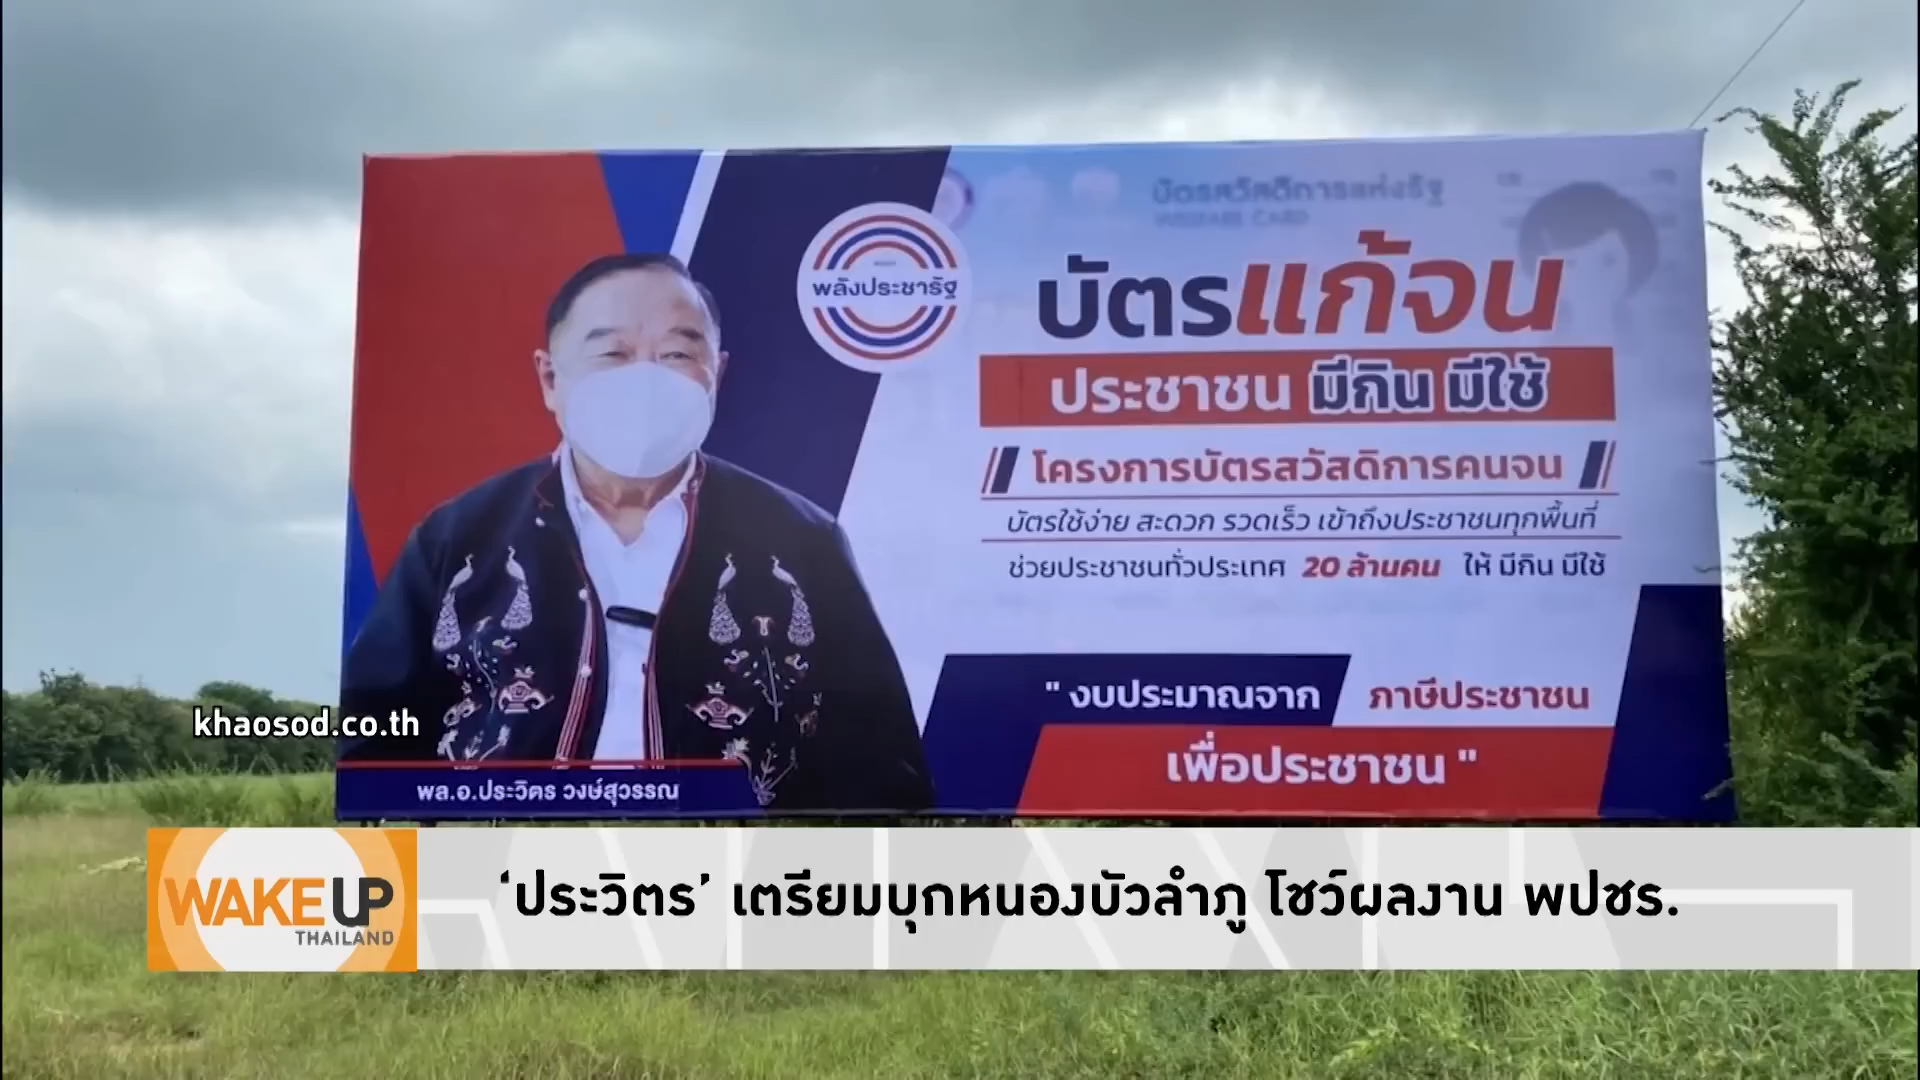 บัตรสวัสดิการแห่งรัฐ
WELFARE CARD
พลังประชารัฐ
บัตรแก้จน
ประชาชน มีกิน มีใช้
โครงการบัตรสวัสดิการคนจน
บัตรใช้ง่าย สะดวก รวดเร็ว เข้าถึงประชาชนทุกพื้นที่
ช่วยประชาชนทั่วประเทศ 20 ล้านคน ให้ มีกิน มีใช้
" งบประมาณจาก ภาษีประชาชน
เพื่อประชาชน "
khaosod.co.th
พล.อ.ประวิตร วงษ์สุวรรณ
WAKE UP
THAILAND
‘ประวิตร’ เตรียมบุกหนองบัวลำภู โชว์ผลงาน พปชร.